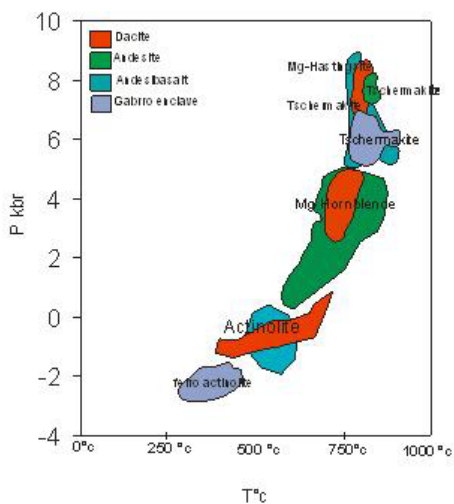 10
Dacite
Andesite
Andesibasalt
Gabrro enclave
8
Mg-Hastingsite
Tschermakite
Tschermakite
6
Tschermakite
P kbr
4
Mg Hornblende
2
0
Actinolite
-2
ferro actinolite
-4
0°c
250 °c
500 °c
750 °c
1000 °c
T°c